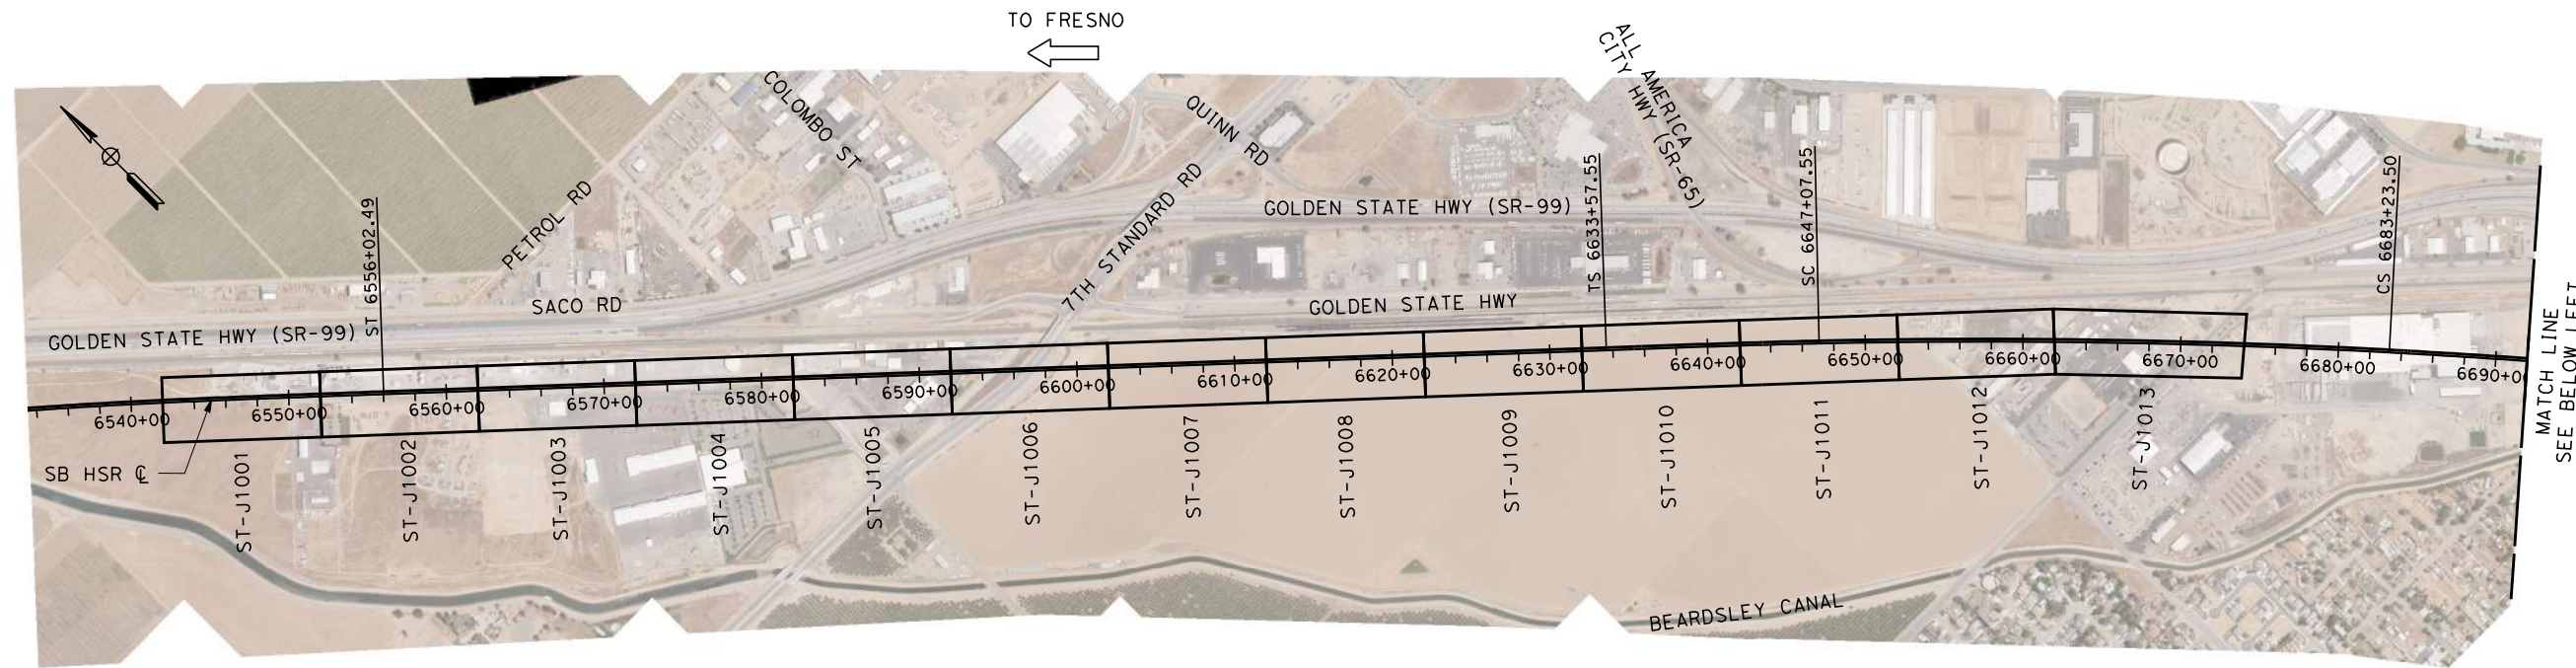 TO FRESNO
ALL AMERICA
CITY HWY (SR-65)
COLOMBO ST
QUINN RD
PETROL RD
7TH STANDARD RD
GOLDEN STATE HWY (SR-99)
ST 6556+02.49
TS 6633+57.55
SC 6647+07.55
CS 6683+23.50
SACO RD
GOLDEN STATE HWY
GOLDEN STATE HWY (SR-99)
6540+00
6550+00
6560+00
6570+00
6580+00
6590+00
6600+00
6610+00
6620+00
6630+00
6640+00
6650+00
6660+00
6670+00
6680+00
6690+0
MATCH LINE
SEE BELOW LEFT
SB HSR ℄
ST-J1001
ST-J1002
ST-J1003
ST-J1004
ST-J1005
ST-J1006
ST-J1007
ST-J1008
ST-J1009
ST-J1010
ST-J1011
ST-J1012
ST-J1013
BEARDSLEY CANAL